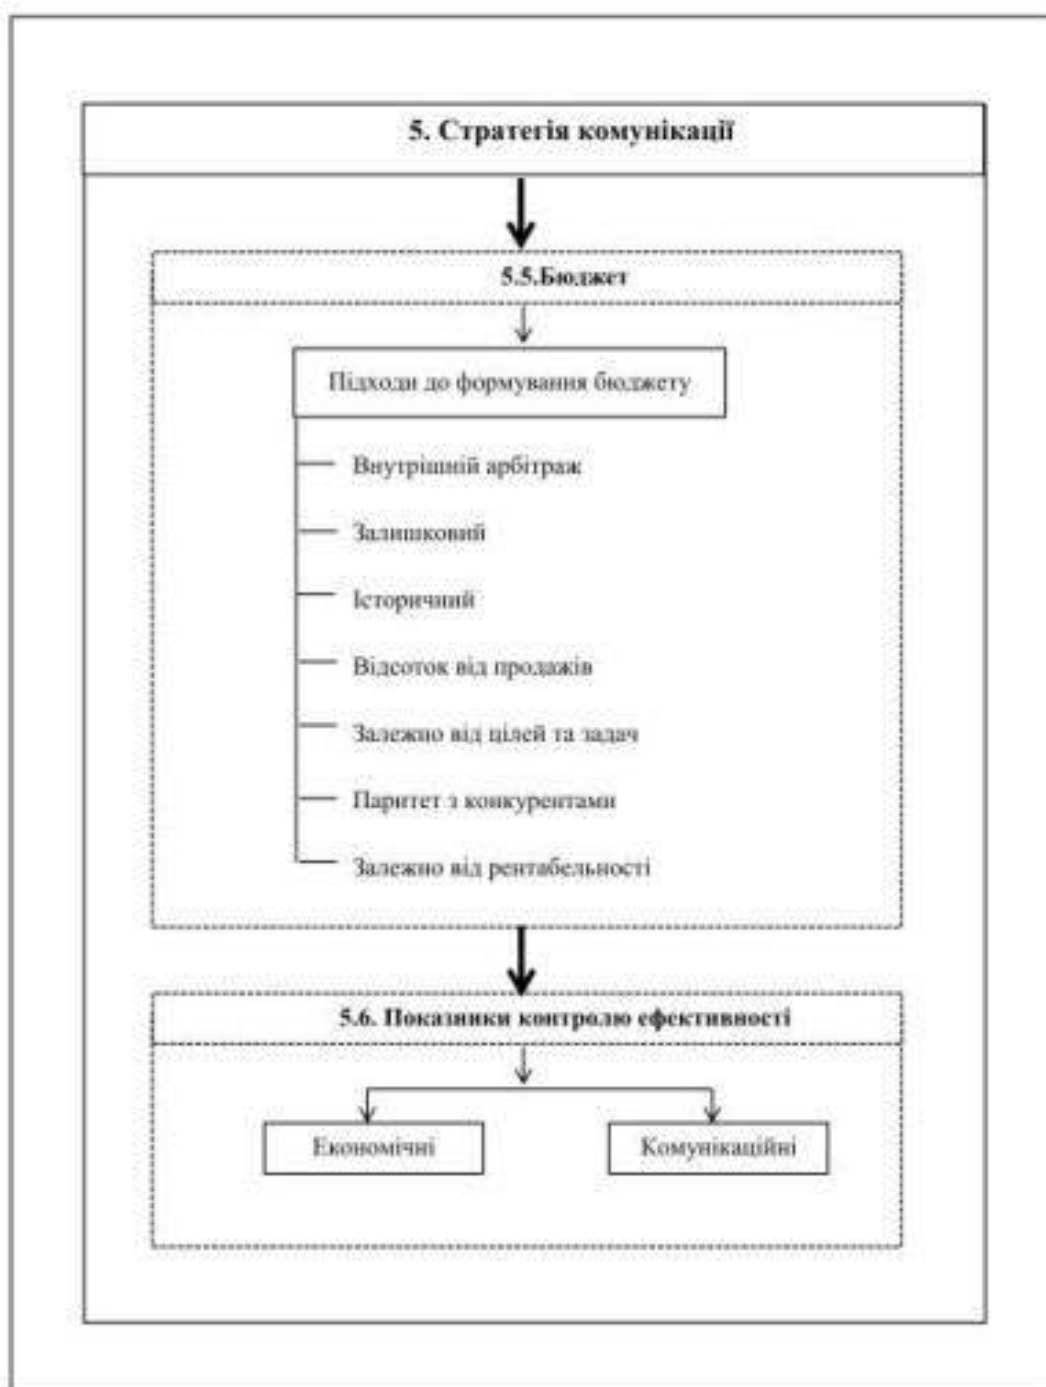 5. Стратегія комунікації
5.5.Бюджет
Підходи до формування бюджету
Внутрішній арбітраж
Залишковий
Історичний
Відсоток від продажів
Залежно від цілей та задач
Паритет з конкурентами
Залежно від рентабельності
5.6. Показники контролю ефективності
Економічні
Комунікаційні